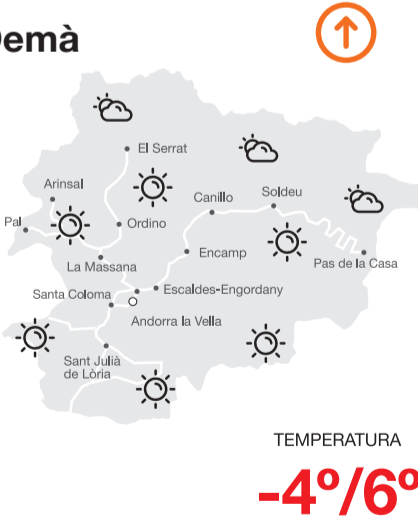 Demà
El Serrat
Arinsal
Canillo
Soldeu
Pal
Ordino
Encamp
La Massana
Pas de la Casa
Santa Coloma
Escaldes-Engordany
Andorra la Vella
Sant Julià
de Lòria
TEMPERATURA
-4º/6º